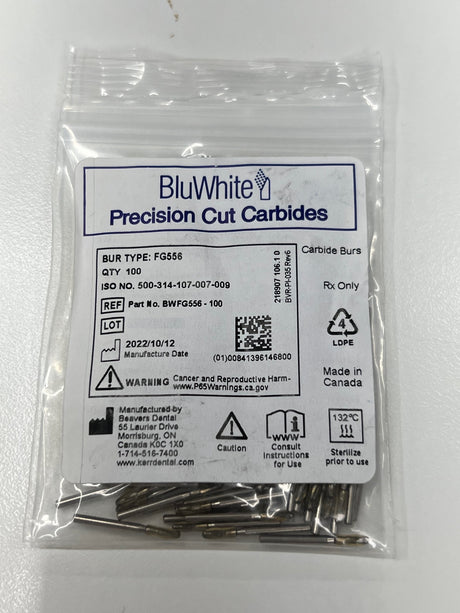 BluWhite
Precision Cut Carbides
BUR TYPE: FG556
QTY 100
ISO NO. 500-314-107-007-009
REF Part No. BWFG556 - 100
LOT
2022/10/12
Manufacture Date
(01)00841396146800
WARNING Cancer and Reproductive Harm-
www.P65Warnings.ca.gov
218907 106.1 0
BVR-PI-035 Rev6
Carbide Burs
Rx Only
4
LDPE
Made in
Canada
Manufactured by
Beavers Dental
55 Laurier Drive
Morrisburg, ON
Canada K0C 1X0
1-714-516-7400
www.kerrdental.com
Caution
www
Consult
Instructions
for Use
132°C
Sterilize
prior to use